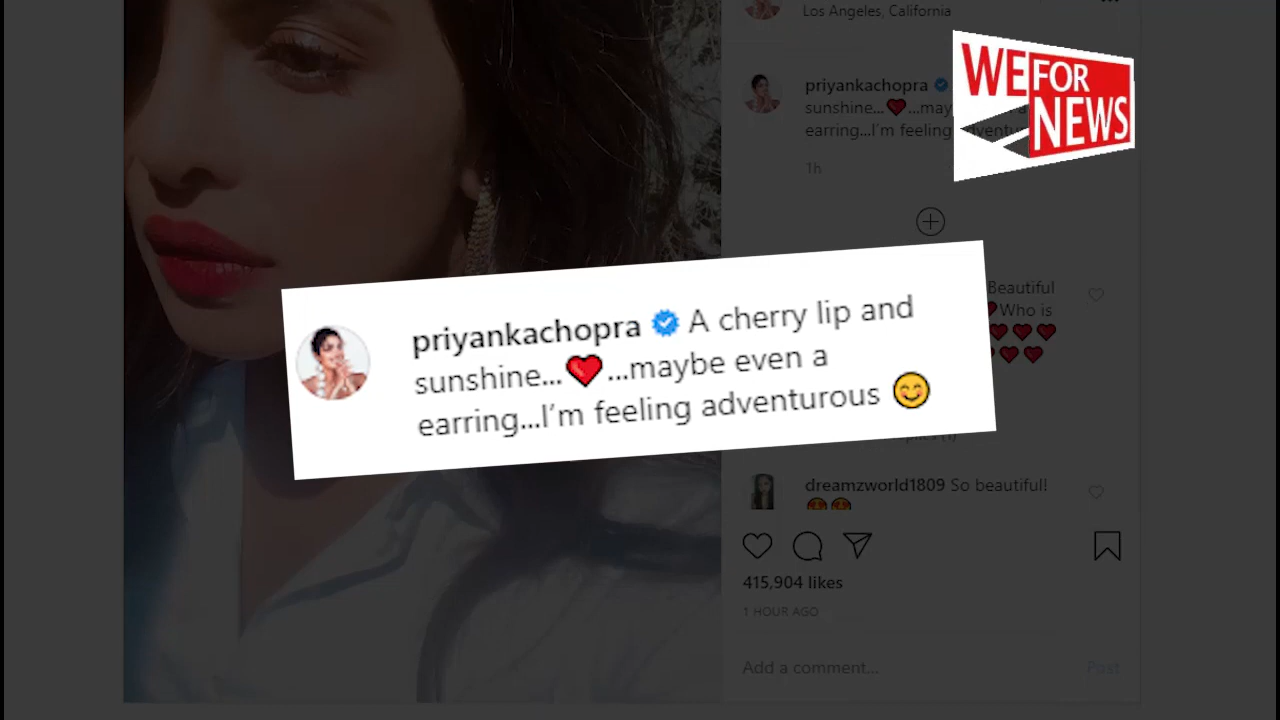 Los Angeles, California
WE FOR
NEWS
priyankachopra
sunshine...❤️...may
earring...I'm feeling adventu
1h
priyankachopra A cherry lip and
sunshine...❤️...maybe even a
earring...I'm feeling adventurous 😊
Beautiful
Who is
dreamzworld1809 So beautiful!
😍😍
415,904 likes
1 HOUR AGO
Add a comment...
Post